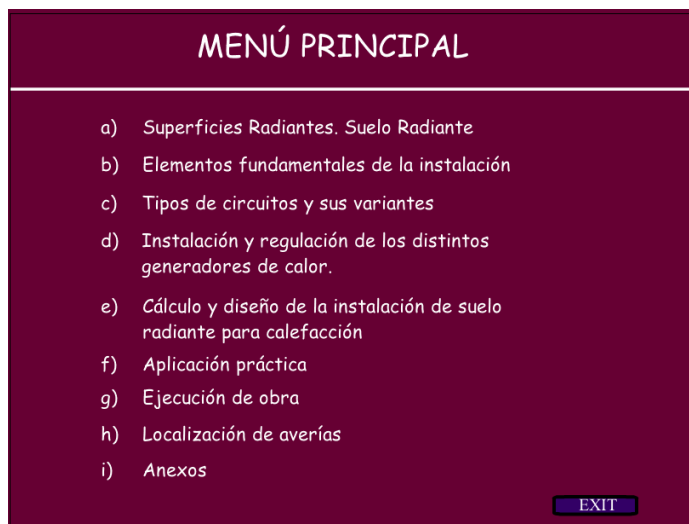 MENÚ PRINCIPAL
a) Superficies Radiantes. Suelo Radiante
b) Elementos fundamentales de la instalación
c) Tipos de circuitos y sus variantes
d) Instalación y regulación de los distintos
generadores de calor.
e) Cálculo y diseño de la instalación de suelo
radiante para calefacción
f) Aplicación práctica
g) Ejecución de obra
h) Localización de averías
i) Anexos
EXIT